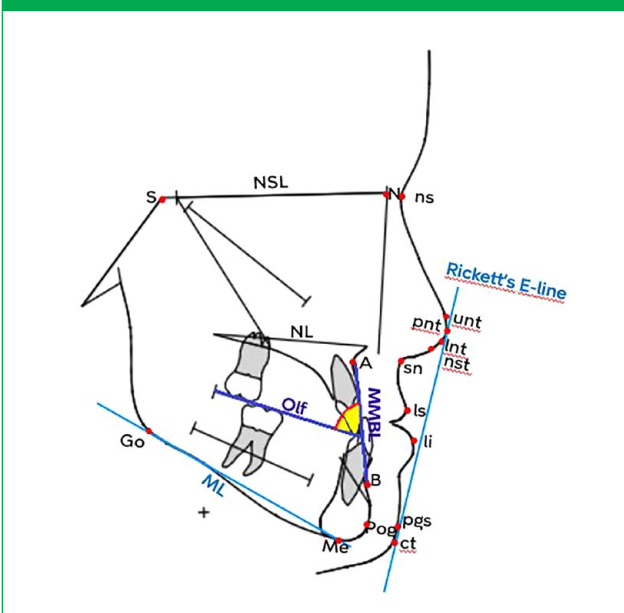 NSL
S
N
ns
Rickett's E-line
unt
pnt
lnt
nst
NL
A
sn
MMBL
Olf
ls
li
Go
ML
B
Pog
pgs
Me
ct